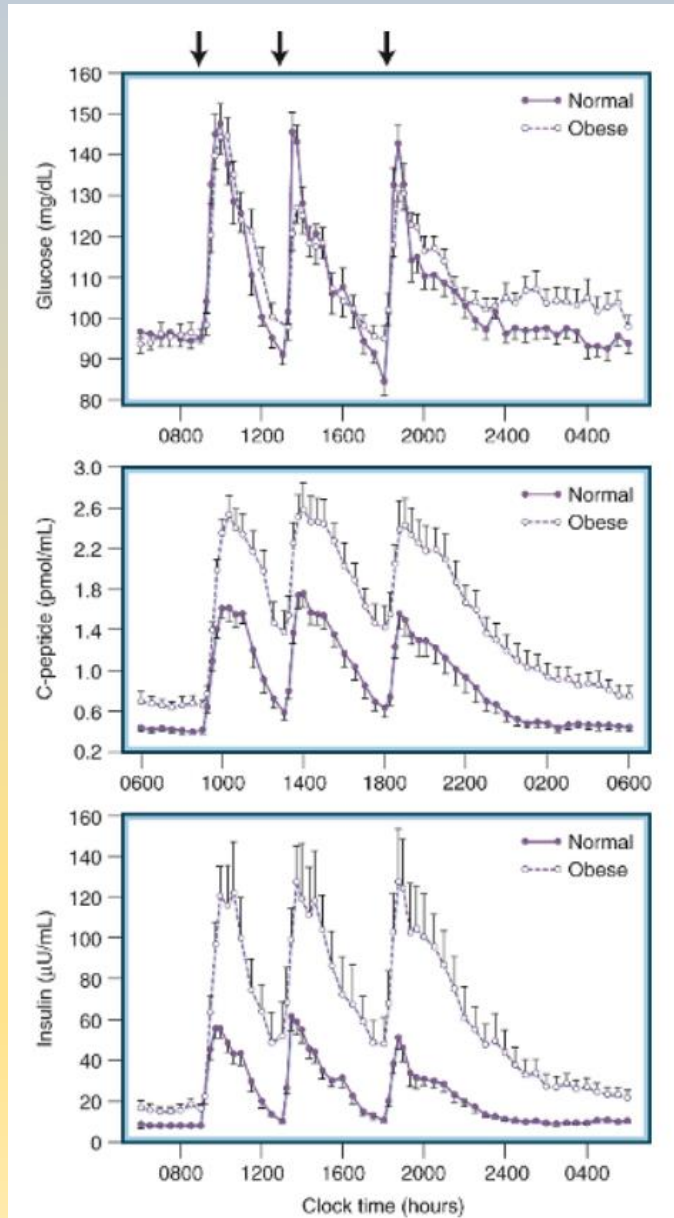 160
150
140
130
120
110
100
90
80
Glucose (mg/dL)
Normal
Obese
0800 1200 1600 2000 2400 0400
3.0
2.6
2.2
1.8
1.4
1.0
0.6
0.2
C-peptide (pmol/mL)
Normal
Obese
0600 1000 1400 1800 2200 0200 0600
160
140
120
100
80
60
40
20
0
Insulin (μU/mL)
Normal
Obese
0800 1200 1600 2000 2400 0400
Clock time (hours)